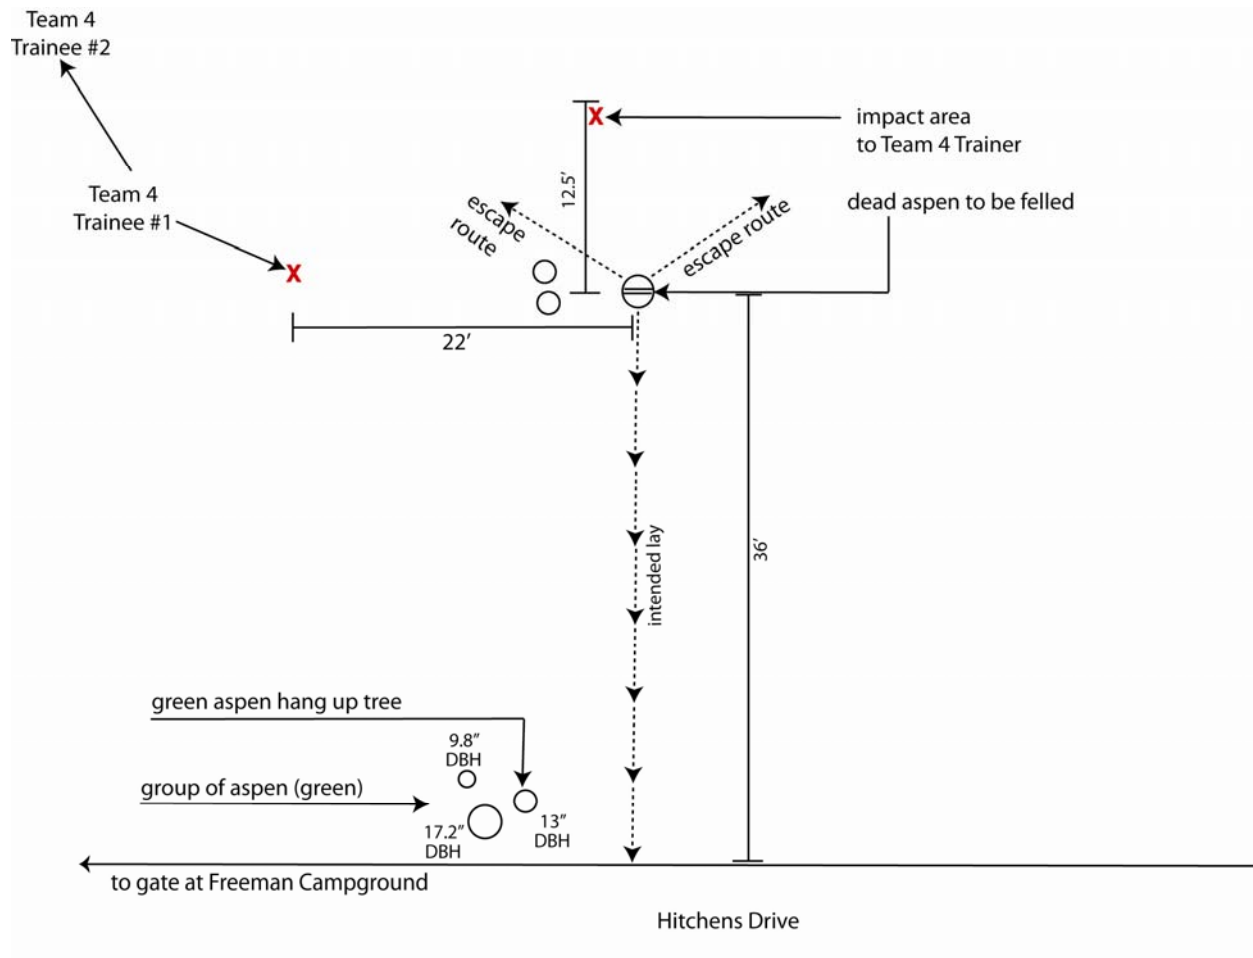 Team 4
Trainee #2
impact area
to Team 4 Trainer
12.5’
Team 4
Trainee #1
escape
route
escape route
dead aspen to be felled
X
X
22’
intended lay
36’
green aspen hang up tree
9.8”
DBH
group of aspen (green)
17.2”
DBH
13”
DBH
to gate at Freeman Campground
Hitchens Drive